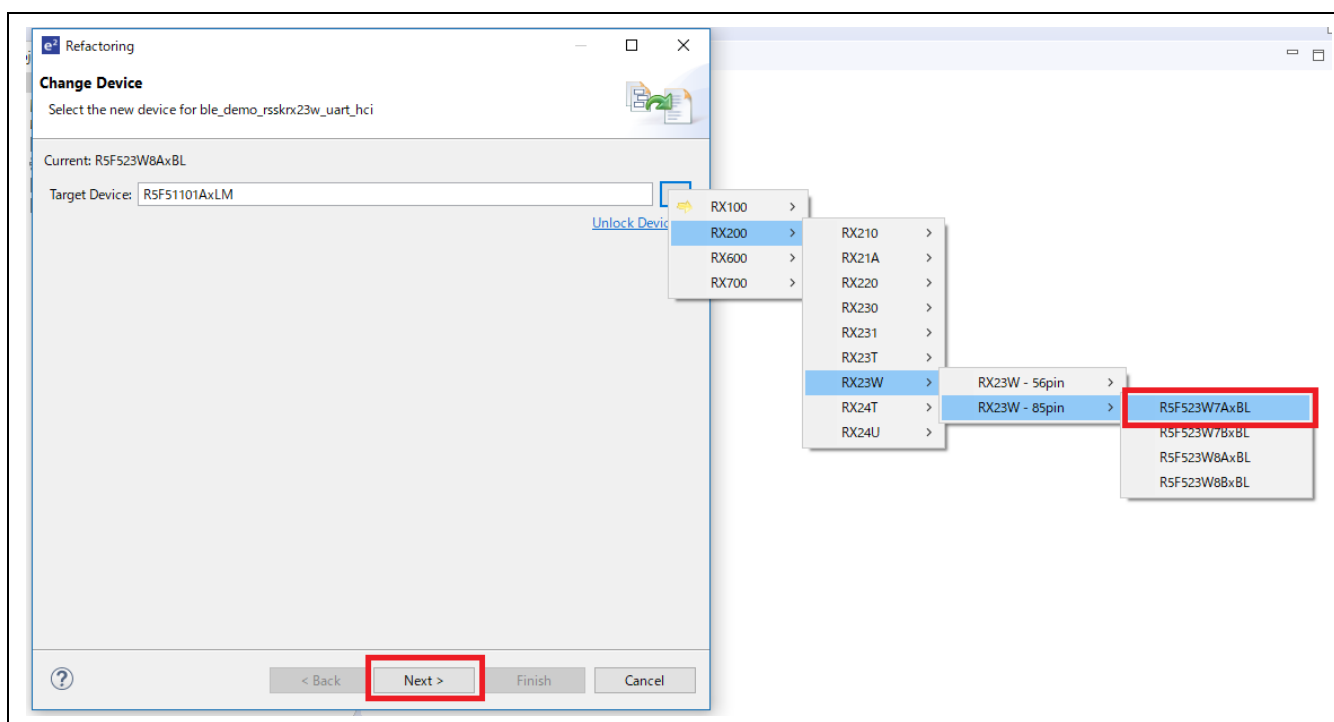 e² Refactoring
Change Device
Select the new device for ble_demo_rsskrx23w_uart_hci
Current: R5F523W8AxBL
Target Device: R5F51101AxLM
Unlock Devic
RX100
RX200
RX600
RX700
RX210
RX21A
RX220
RX230
RX231
RX23T
RX23W
RX24T
RX24U
RX23W - 56pin
RX23W - 85pin
R5F523W7AxBL
R5F523W7BxBL
R5F523W8AxBL
R5F523W8BxBL
? < Back Next > Finish Cancel